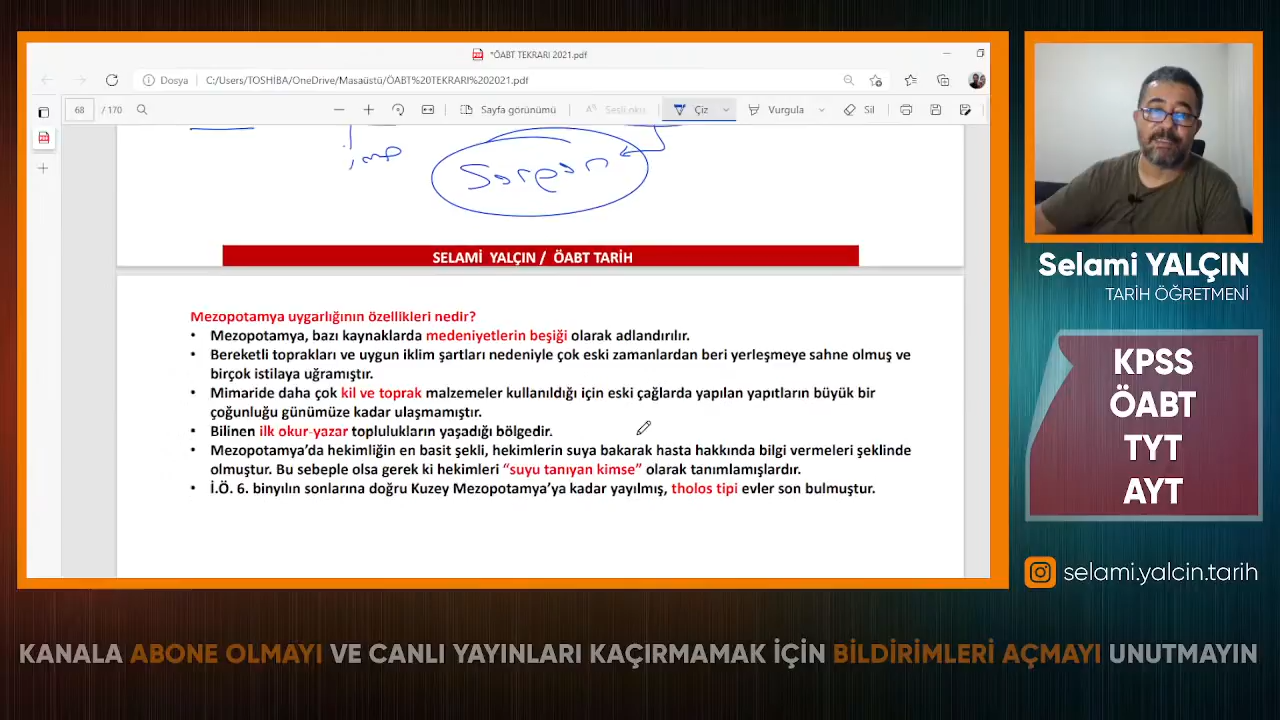 *ÖABT TEKRARI 2021.pdf
Dosya
C:/Users/TOSHIBA/OneDrive/Masaüstü/ÖABT%20TEKRARI%202021.pdf
68 / 170
Sayfa görünümü
Sesli oku
Çiz
Vurgula
Sil
imp
Sargon
SELAMİ YALÇIN / ÖABT TARİH
Mezopotamya uygarlığının özellikleri nedir?
• Mezopotamya, bazı kaynaklarda medeniyetlerin beşiği olarak adlandırılır.
• Bereketli toprakları ve uygun iklim şartları nedeniyle çok eski zamanlardan beri yerleşmeye sahne olmuş ve
birçok istilaya uğramıştır.
• Mimaride daha çok kil ve toprak malzemeler kullanıldığı için eski çağlarda yapılan yapıtların büyük bir
çoğunluğu günümüze kadar ulaşmamıştır.
• Bilinen ilk okur-yazar toplulukların yaşadığı bölgedir.
• Mezopotamya’da hekimliğin en basit şekli, hekimlerin suya bakarak hasta hakkında bilgi vermeleri şeklinde
olmuştur. Bu sebeple olsa gerek ki hekimleri “suyu tanıyan kimse” olarak tanımlamışlardır.
• İ.Ö. 6. binyılın sonlarına doğru Kuzey Mezopotamya’ya kadar yayılmış, tholos tipi evler son bulmuştur.
Selami YALÇIN
TARİH ÖĞRETMENİ
KPSS
ÖABT
TYT
AYT
selami.yalcin.tarih
KANALA ABONE OLMAYI VE CANLI YAYINLARI KAÇIRMAMAK İÇİN BİLDİRİMLERİ AÇMAYI UNUTMAYIN